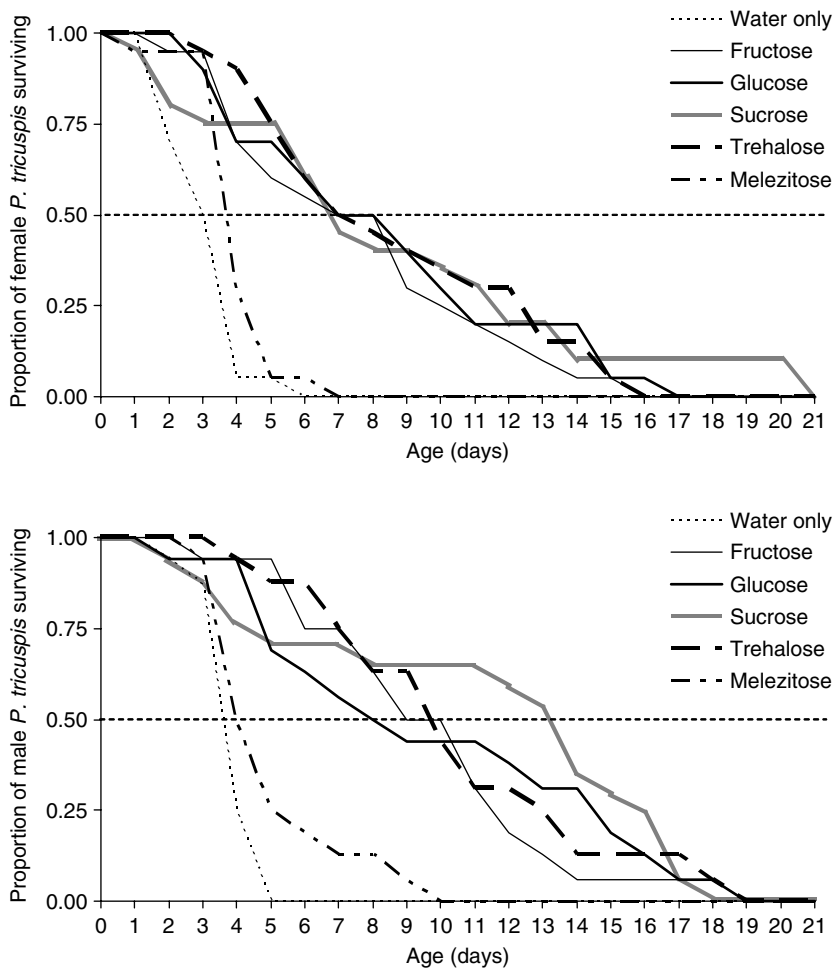 Water only
Fructose
Glucose
Sucrose
Trehalose
Melezitose
Proportion of female P. tricuspis surviving
1.00
0.75
0.50
0.25
0.00
0 1 2 3 4 5 6 7 8 9 10 11 12 13 14 15 16 17 18 19 20 21
Age (days)
Water only
Fructose
Glucose
Sucrose
Trehalose
Melezitose
Proportion of male P. tricuspis surviving
1.00
0.75
0.50
0.25
0.00
0 1 2 3 4 5 6 7 8 9 10 11 12 13 14 15 16 17 18 19 20 21
Age (days)